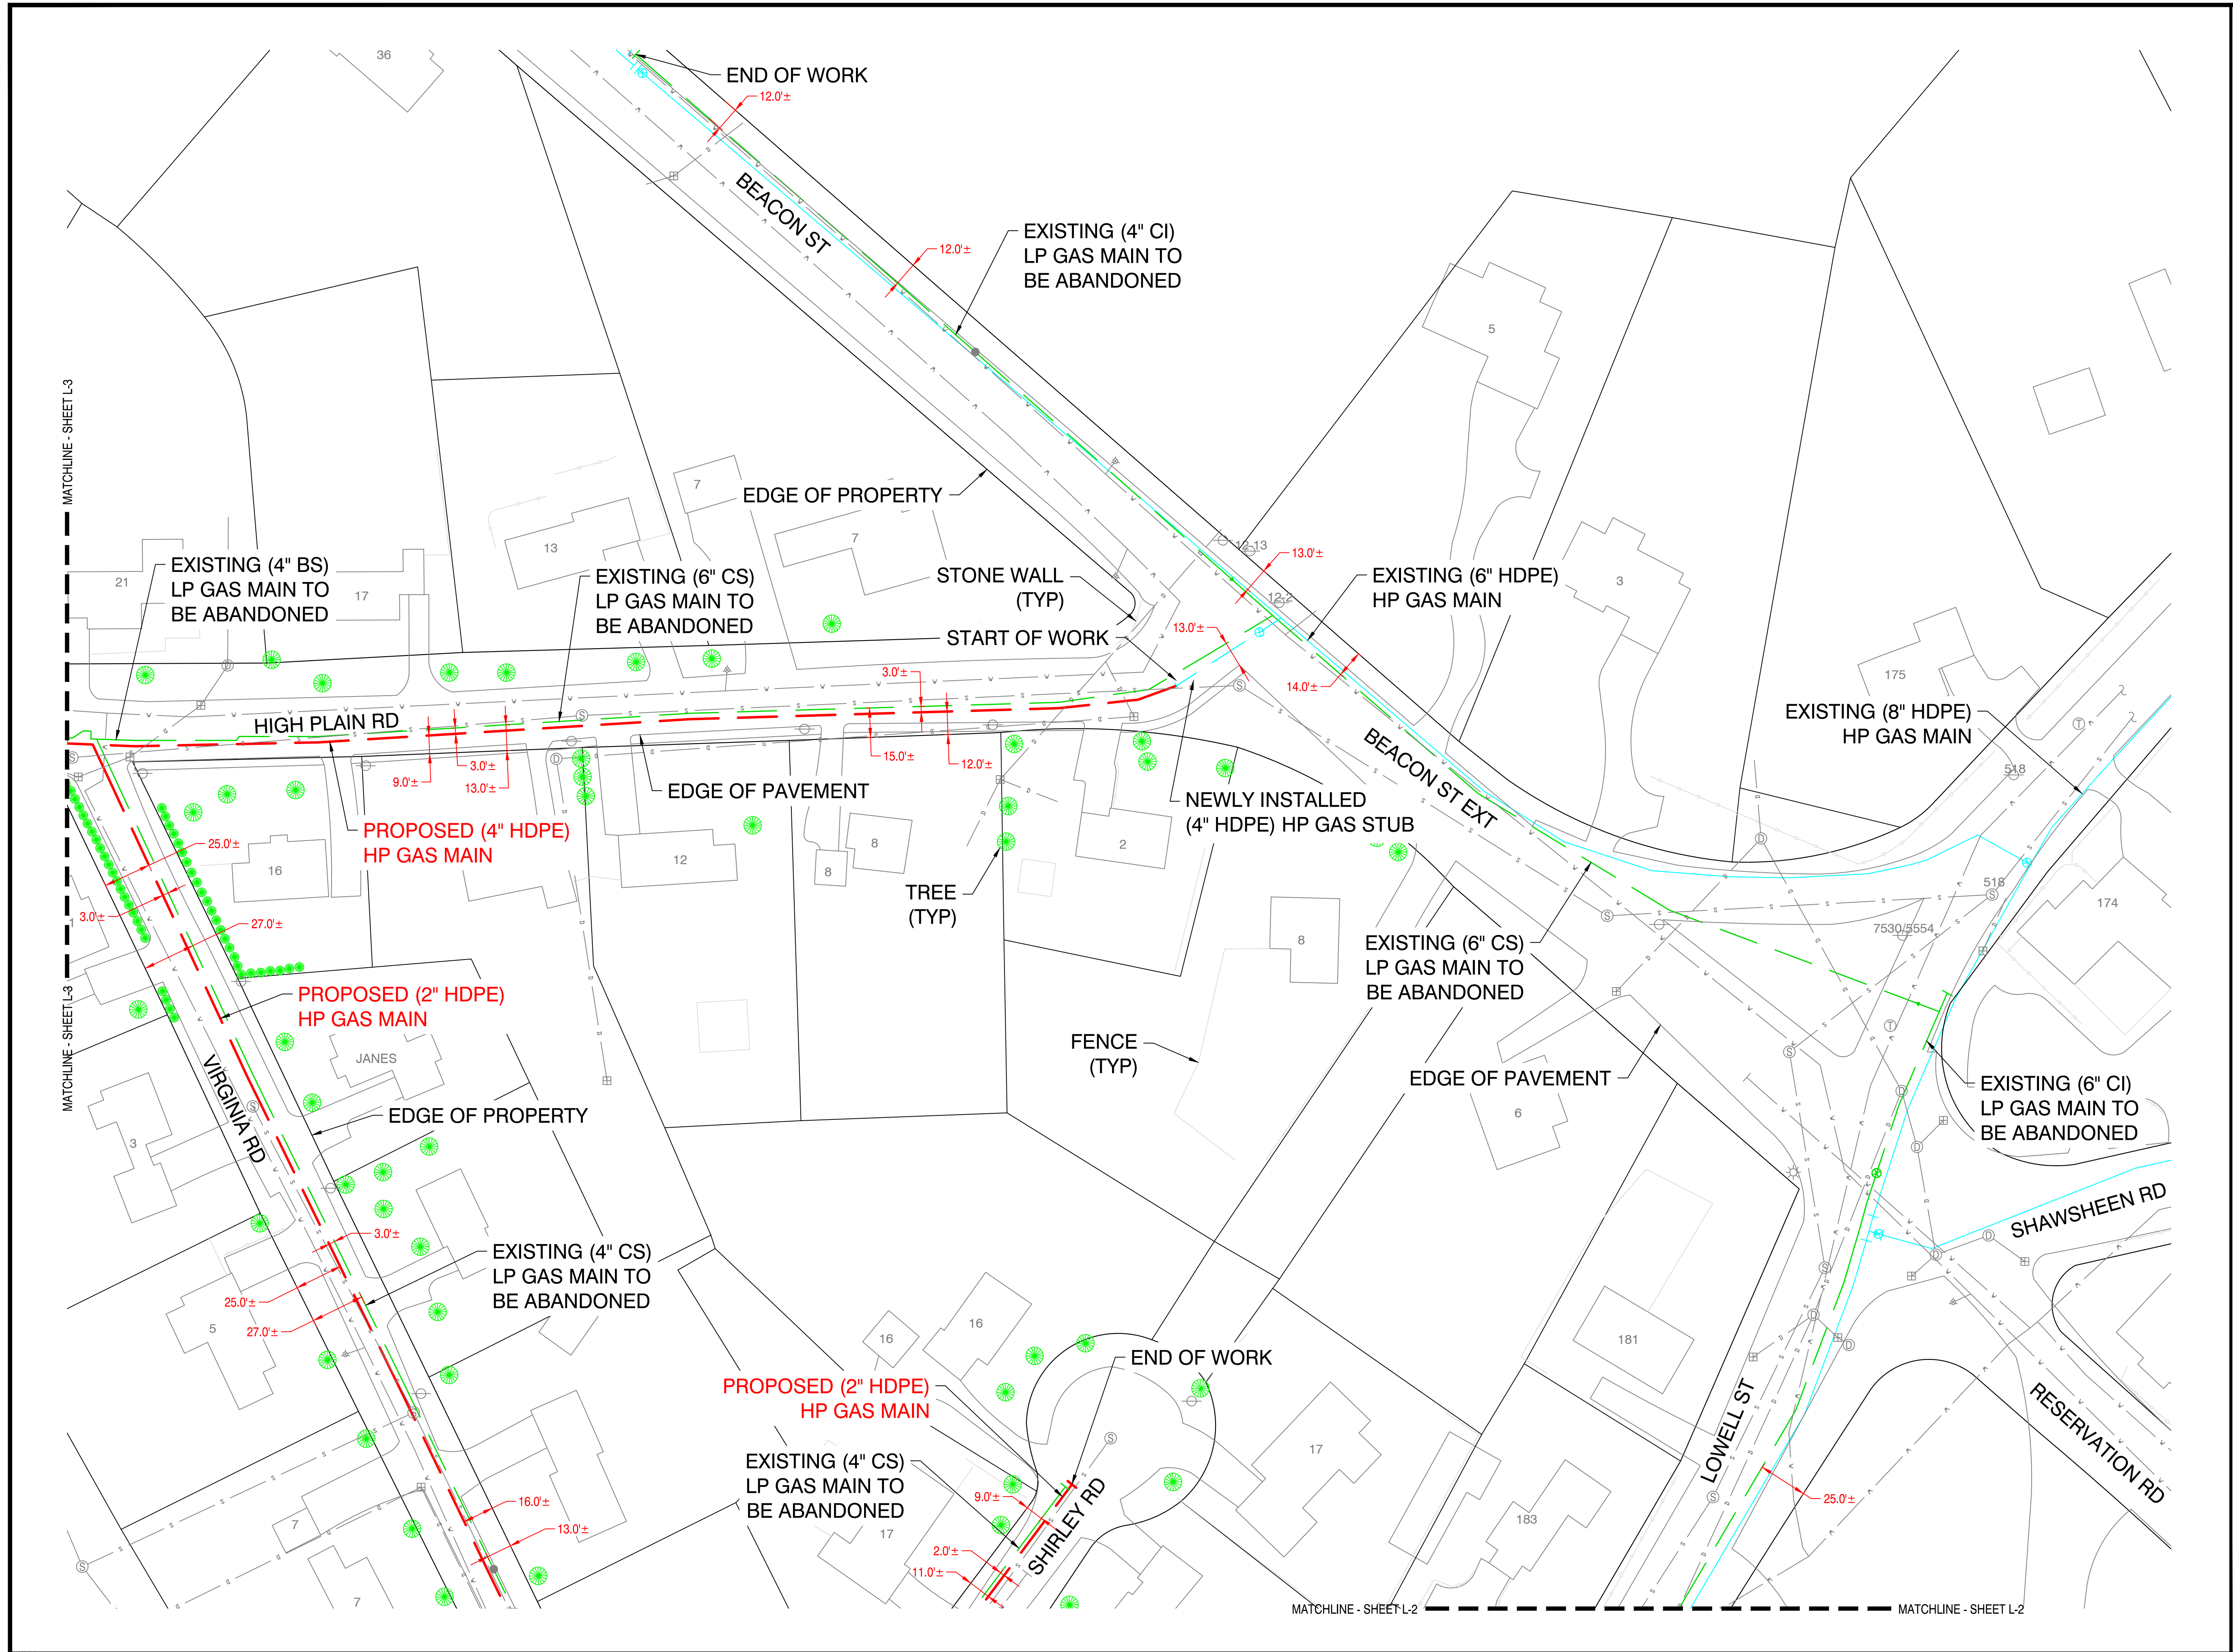 36
END OF WORK
12.0'±
BEACON ST
EXISTING (4" CI)
LP GAS MAIN TO
BE ABANDONED
12.0'±
5
MATCHLINE - SHEET L-3
7
EDGE OF PROPERTY
13
7
12-13
13.0'±
EXISTING (4" BS)
LP GAS MAIN TO
BE ABANDONED
21
17
EXISTING (6" CS)
LP GAS MAIN TO
BE ABANDONED
STONE WALL
(TYP)
START OF WORK
EXISTING (6" HDPE)
HP GAS MAIN
12-2
3
13.0'±
3.0'±
14.0'±
175
EXISTING (8" HDPE)
HP GAS MAIN
HIGH PLAIN RD
9.0'±
3.0'±
13.0'±
15.0'±
12.0'±
BEACON ST EXT
518
EDGE OF PAVEMENT
NEWLY INSTALLED
(4" HDPE) HP GAS STUB
PROPOSED (4" HDPE)
HP GAS MAIN
25.0'±
16
12
8
8
2
TREE
(TYP)
3.0'±
1
27.0'±
518
174
7530/5554
8
EXISTING (6" CS)
LP GAS MAIN TO
BE ABANDONED
MATCHLINE - SHEET L-3
PROPOSED (2" HDPE)
HP GAS MAIN
JANES
FENCE
(TYP)
EDGE OF PAVEMENT
6
EXISTING (6" CI)
LP GAS MAIN TO
BE ABANDONED
VIRGINIA RD
3
EDGE OF PROPERTY
SHAWSHEEN RD
3.0'±
EXISTING (4" CS)
LP GAS MAIN TO
BE ABANDONED
25.0'±
27.0'±
5
16
16
181
END OF WORK
PROPOSED (2" HDPE)
HP GAS MAIN
LOWELL ST
RESERVATION RD
17
EXISTING (4" CS)
LP GAS MAIN TO
BE ABANDONED
9.0'±
25.0'±
16.0'±
13.0'±
7
17
183
2.0'±
11.0'±
SHIRLEY RD
7
MATCHLINE - SHEET L-2
MATCHLINE - SHEET L-2